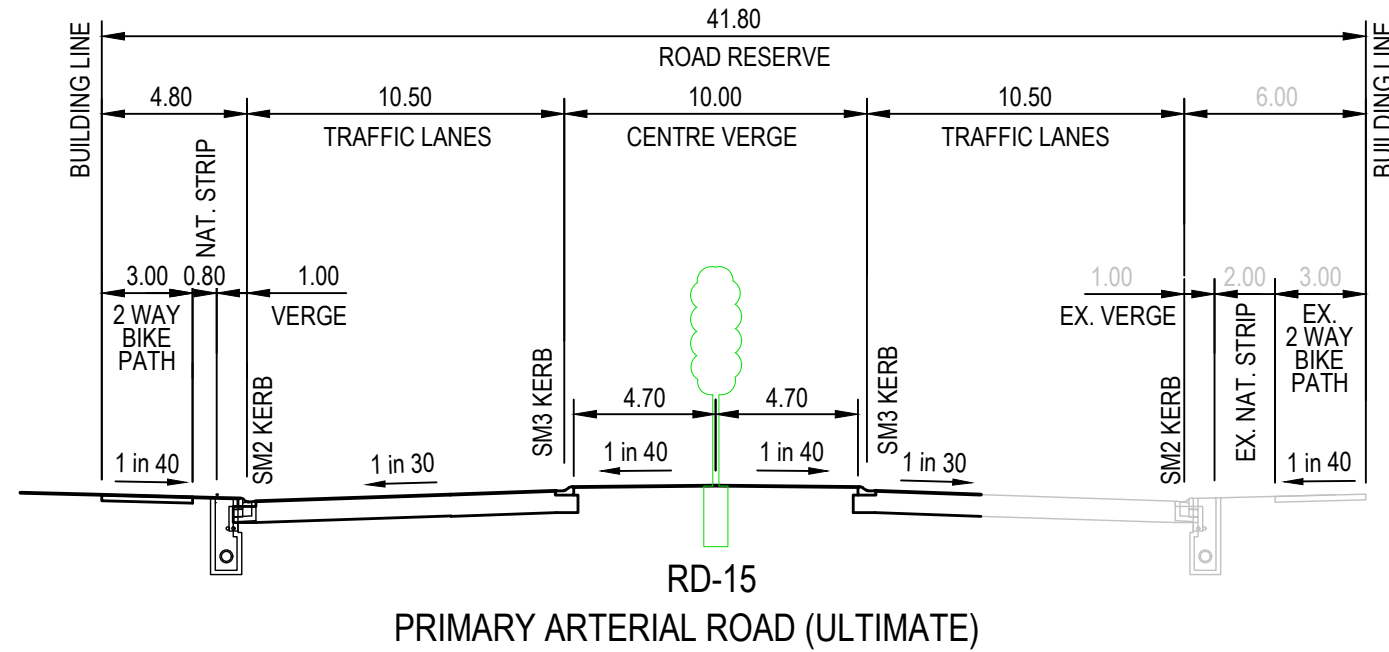 41.80
ROAD RESERVE
BUILDING LINE
BUILDING LINE
4.80
10.50
10.00
10.50
6.00
TRAFFIC LANES
CENTRE VERGE
TRAFFIC LANES
NAT. STRIP
3.00
0.80
1.00
1.00
2.00
3.00
2 WAY
BIKE
PATH
VERGE
EX. VERGE
EX. NAT. STRIP
EX.
2 WAY
BIKE
PATH
SM2 KERB
SM3 KERB
4.70
4.70
SM3 KERB
SM2 KERB
1 in 40
1 in 30
1 in 40
1 in 40
1 in 30
1 in 40
RD-15
PRIMARY ARTERIAL ROAD (ULTIMATE)